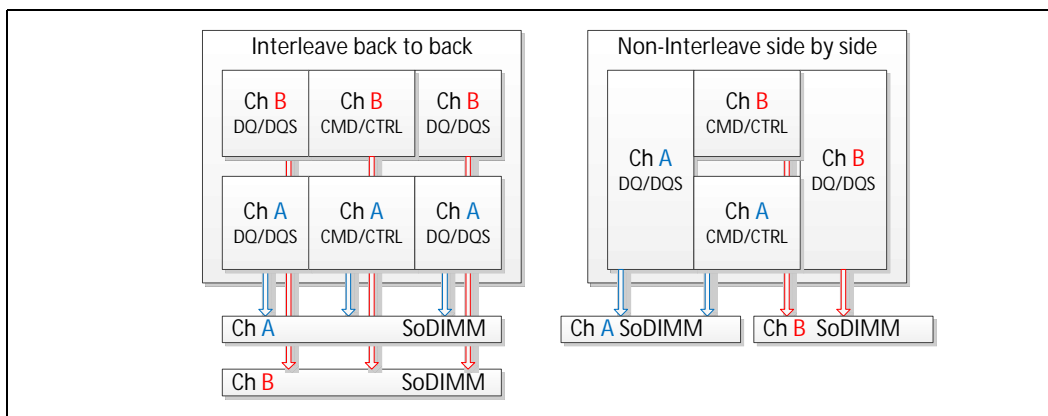 Interleave back to back
Ch B
DQ/DQS
Ch B
CMD/CTRL
Ch B
DQ/DQS
Ch A
DQ/DQS
Ch A
CMD/CTRL
Ch A
DQ/DQS
Ch A SoDIMM
Ch B SoDIMM
Non-Interleave side by side
Ch A
DQ/DQS
Ch B
CMD/CTRL
Ch A
CMD/CTRL
Ch B
DQ/DQS
Ch A SoDIMM
Ch B SoDIMM